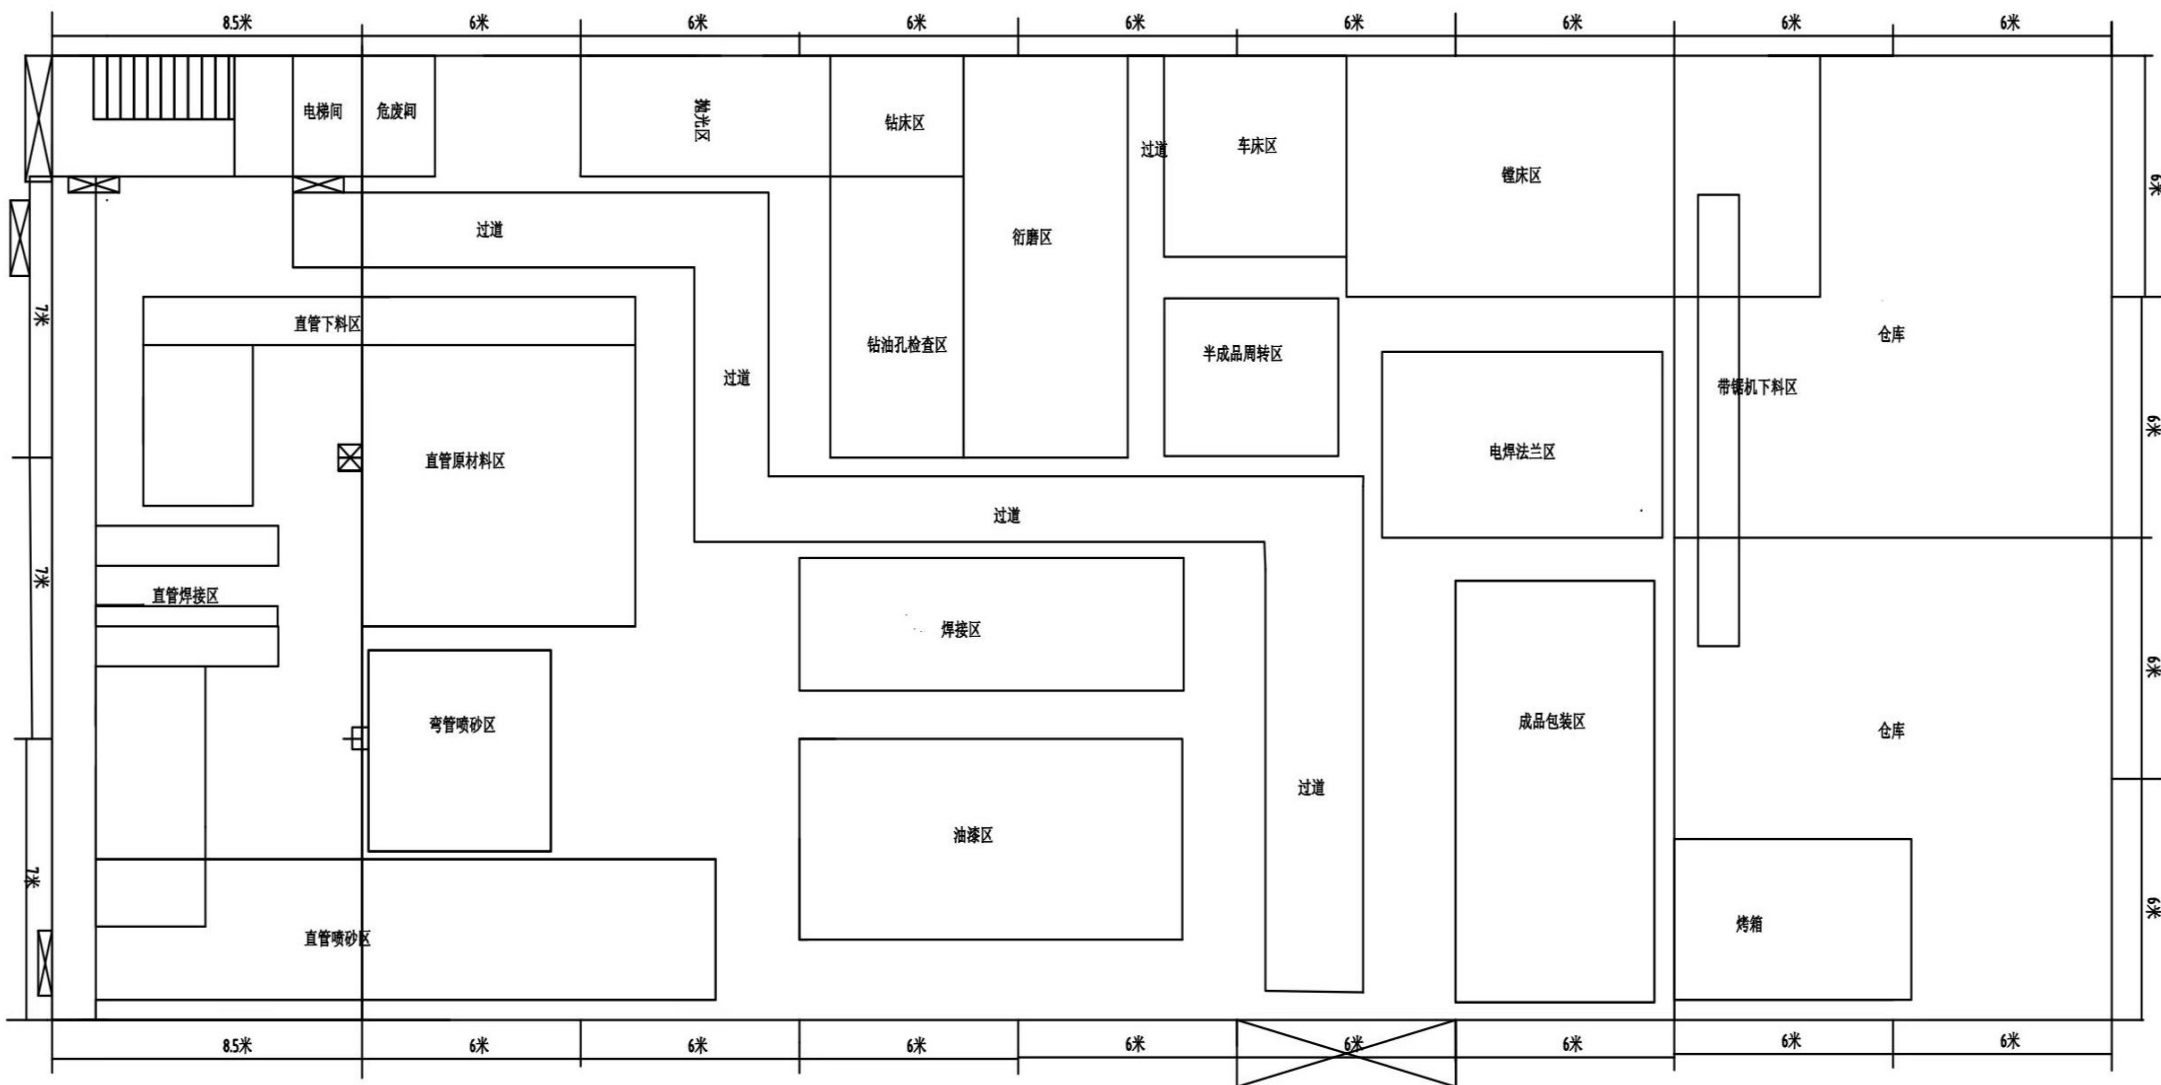 8.5米
6米
6米
6米
6米
6米
6米
6米
6米
电梯间
危废间
抛光区
钻床区
过道
车床区
镗床区
6米
过道
衍磨区
7米
直管下料区
过道
钻油孔检查区
半成品周转区
带锯机下料区
仓库
直管原材料区
电焊法兰区
6米
过道
7米
直管焊接区
焊接区
6米
弯管喷砂区
成品包装区
仓库
过道
油漆区
7米
直管喷砂区
烤箱
6米
8.5米
6米
6米
6米
6米
6米
6米
6米
6米